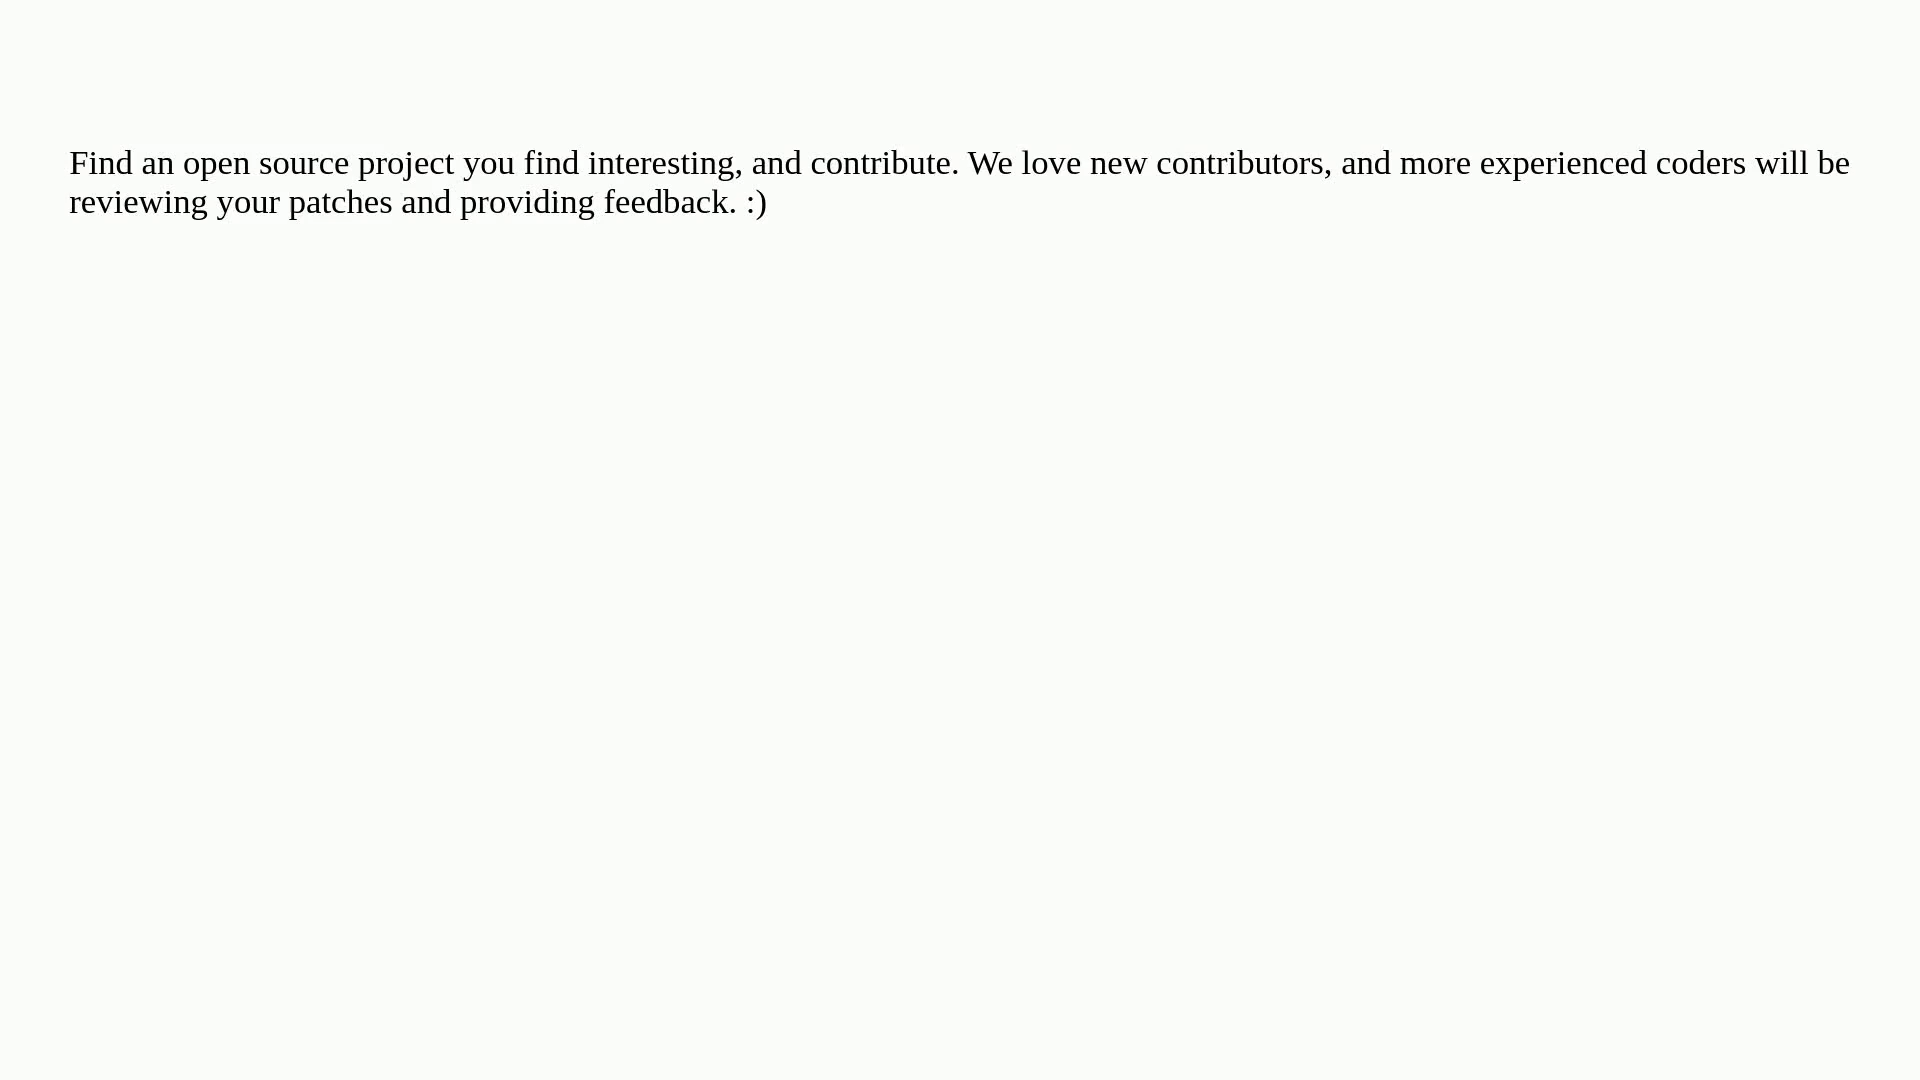 Find an open source project you find interesting, and contribute. We love new contributors, and more experienced coders will be
reviewing your patches and providing feedback. :)